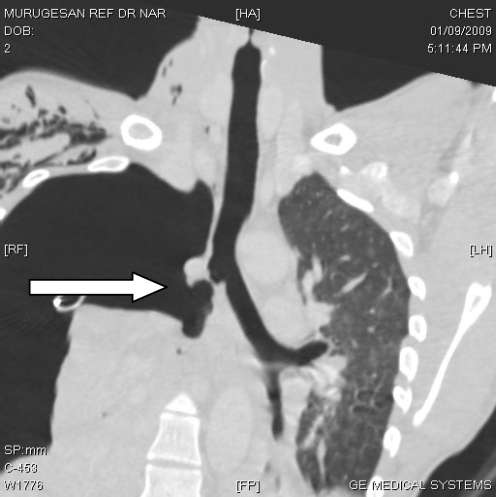 MURUGESAN REF DR NAR
[HA]
CHEST
DOB:
01/09/2009
2
5:11:44 PM
[RF]
[LH]
SP:mm
C-453
W1776
[FP]
GE MEDICAL SYSTEMS